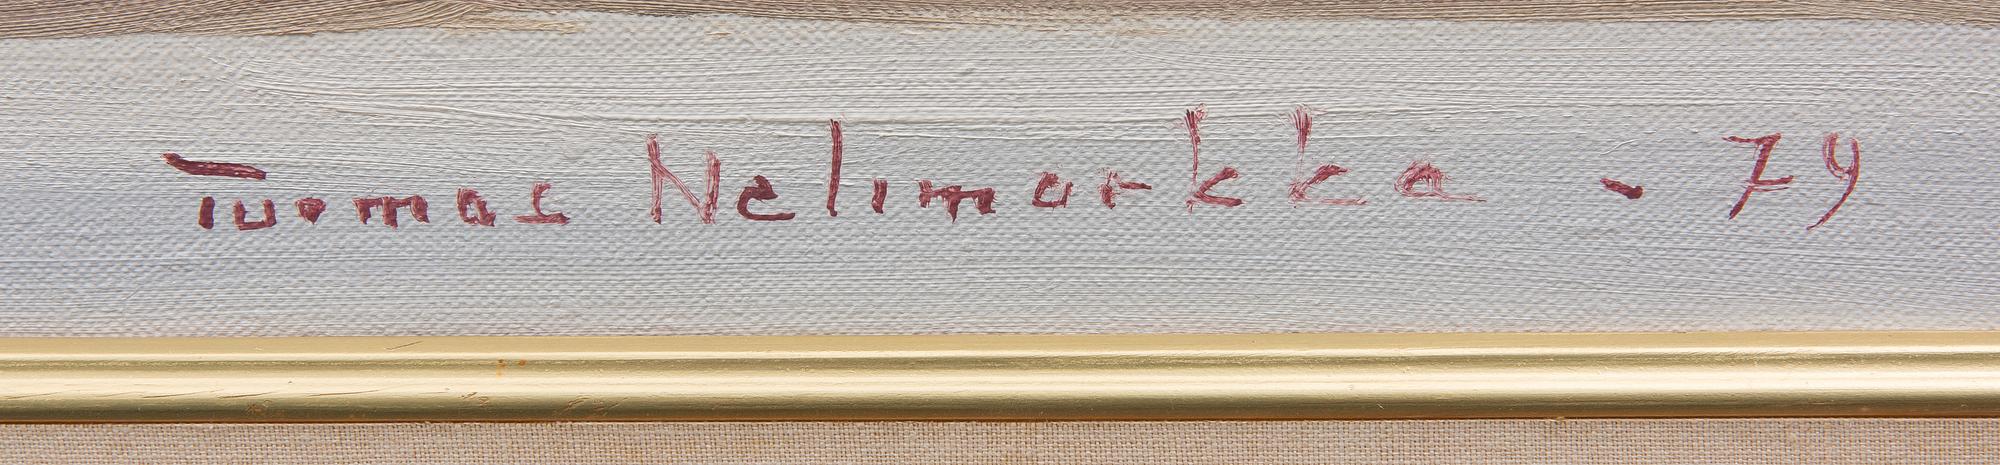 Tuomas Nelimarkka - 79